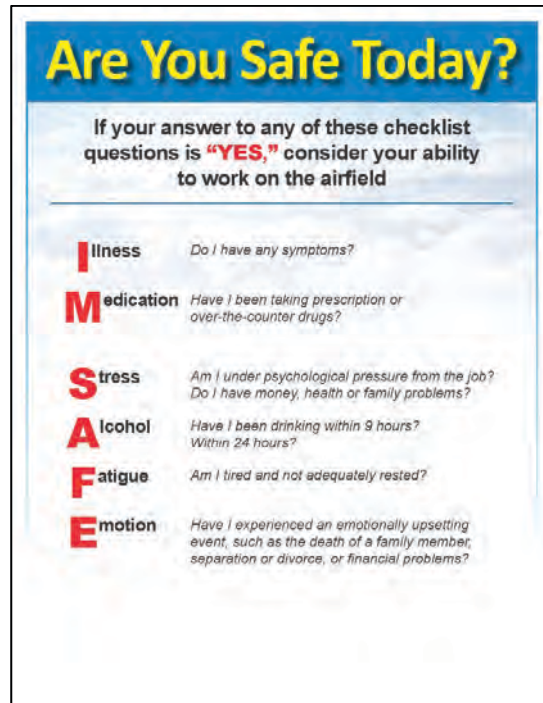 Are You Safe Today?
If your answer to any of these checklist
questions is “YES,” consider your ability
to work on the airfield
Illness Do I have any symptoms?
Medication Have I been taking prescription or
over-the-counter drugs?
Stress Am I under psychological pressure from the job?
Do I have money, health or family problems?
Alcohol Have I been drinking within 9 hours?
Within 24 hours?
Fatigue Am I tired and not adequately rested?
Emotion Have I experienced an emotionally upsetting
event, such as the death of a family member,
separation or divorce, or financial problems?